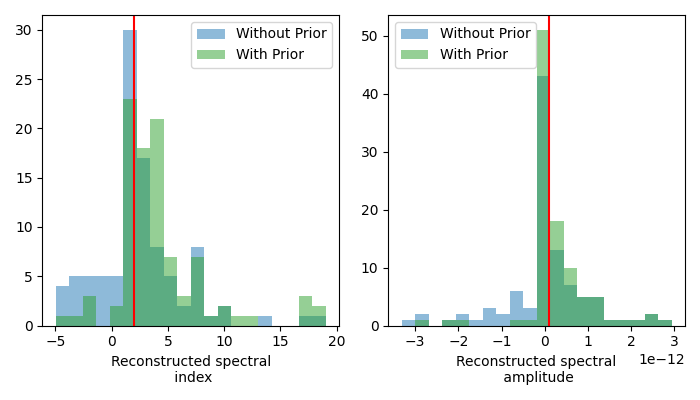 30
25
20
15
10
5
0
−5
0
5
10
15
20
Reconstructed spectral
index
Without Prior
With Prior
50
40
30
20
10
0
−3
−2
−1
0
1
2
3
1e−12
Reconstructed spectral
amplitude
Without Prior
With Prior